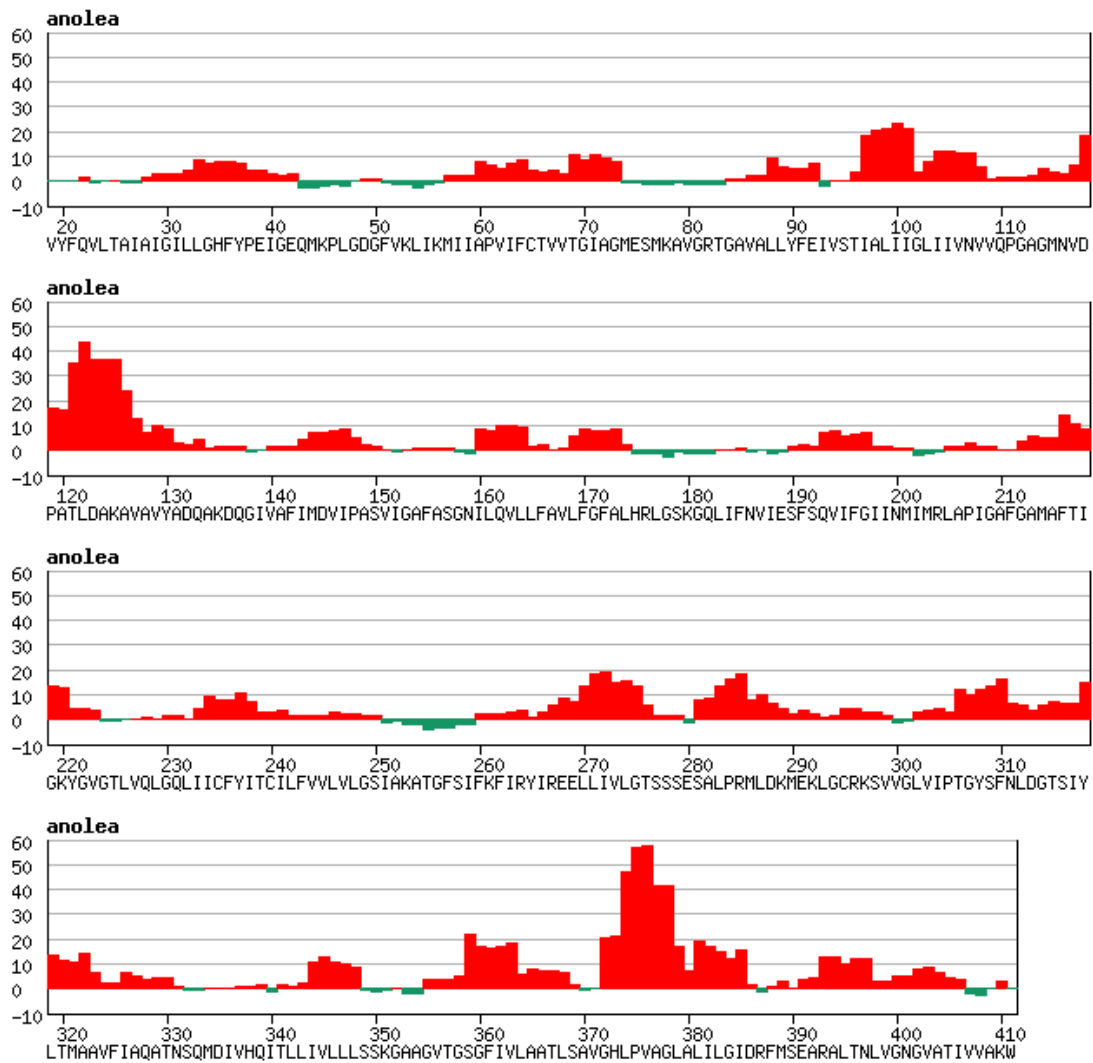 anolea
60
50
40
30
20
10
0
-10
20 30 40 50 60 70 80 90 100 110
VYFQVLTAIAIGILLGHFYPEIGEQMKPLGDGFVKLIKMIIAPVIFCTVVTGIAGMESMKAVGRTGAVALLYFEIVSTIALIIGLIIVNVVQPGAGMNVD
anolea
60
50
40
30
20
10
0
-10
120 130 140 150 160 170 180 190 200 210
PATLDAKAVAVYADQAKDQGIVAFIMDVIPASVIGAFASGNILQVLLFAVLFGFALHRLGSKGQLIFNVIESFSQVIFGIINMIMRLAPIGAFGAMAFTI
anolea
60
50
40
30
20
10
0
-10
220 230 240 250 260 270 280 290 300 310
GKYGVGTLVQLGQLIICFYITCILFVVLVLGSIAKATGFSIFKFIRYIREELLIVLGTSSSESALPRMLDKMEKLGCRKSVVGLVIPTGYSFNLDGTSIY
anolea
60
50
40
30
20
10
0
-10
320 330 340 350 360 370 380 390 400 410
LTMAAVFIAQATNSQMDIVHQITLLIVLLLSSKGAAGVTGSGFIVLAATLSAVGHLPVAGLALILGIDRFMSEARALTNLVGNGVATIVVAKW